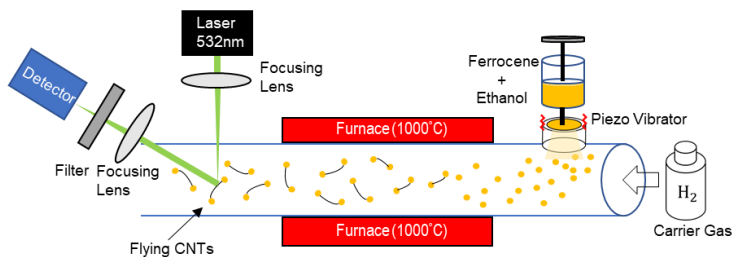 Laser
532nm
Focusing
Lens
Detector
Filter
Focusing
Lens
Ferrocene
+
Ethanol
Piezo Vibrator
Furnace(1000˚C)
H₂
Carrier Gas
Furnace(1000˚C)
Flying CNTs